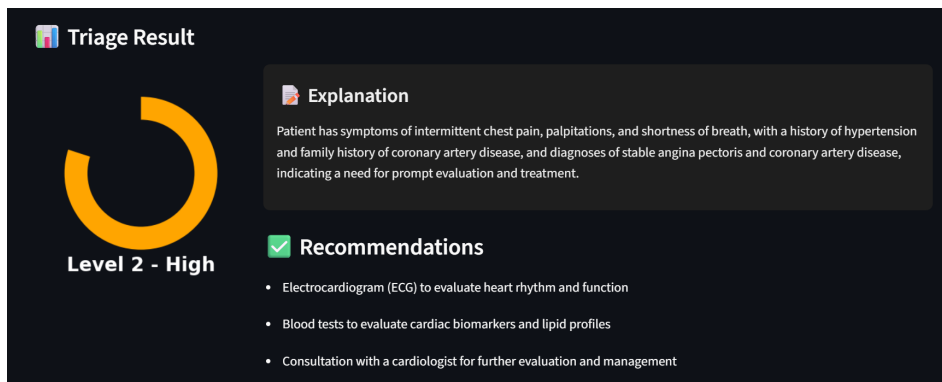 Triage Result
Explanation
Patient has symptoms of intermittent chest pain, palpitations, and shortness of breath, with a history of hypertension
and family history of coronary artery disease, and diagnoses of stable angina pectoris and coronary artery disease,
indicating a need for prompt evaluation and treatment.
Level 2 - High
Recommendations
• Electrocardiogram (ECG) to evaluate heart rhythm and function
• Blood tests to evaluate cardiac biomarkers and lipid profiles
• Consultation with a cardiologist for further evaluation and management